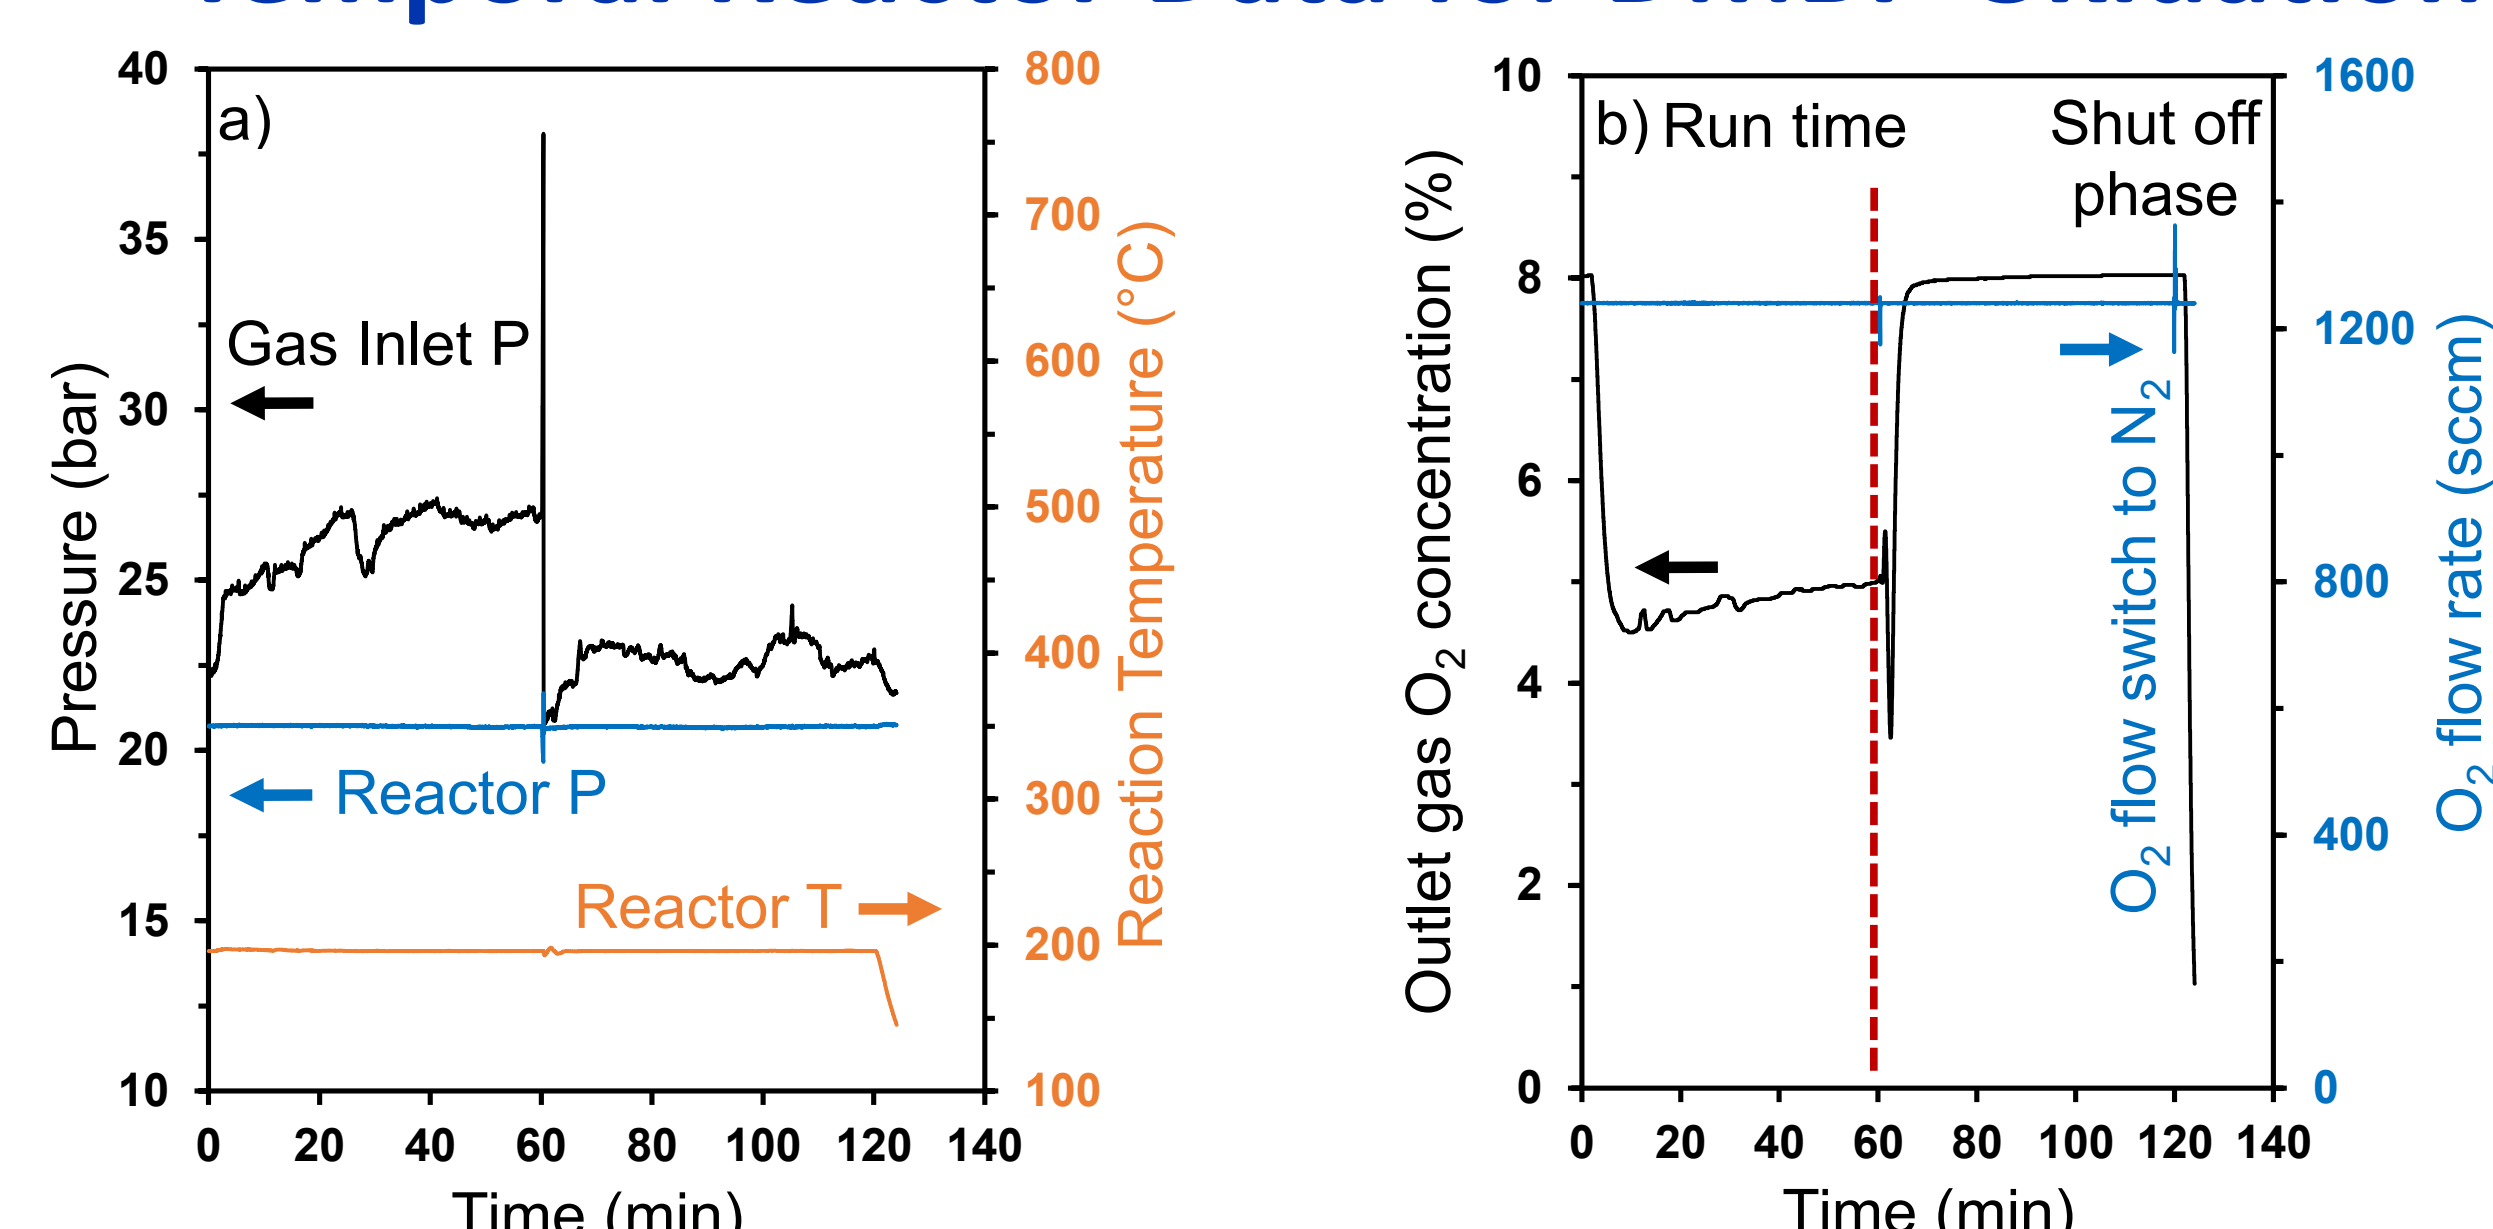 40
35
30
25
20
15
10
Pressure (bar)
a)
Gas Inlet P
Reactor P
Reactor T
800
700
600
500
400
300
200
100
Reaction Temperature (°C)
0 20 40 60 80 100 120 140
Time (min)
10
8
6
4
2
0
Outlet gas O₂ concentration (%)
b) Run time
Shut off
phase
O₂ flow switch to N₂
1600
1200
800
400
0
O₂ flow rate (sccm)
0 20 40 60 80 100 120 140
Time (min)